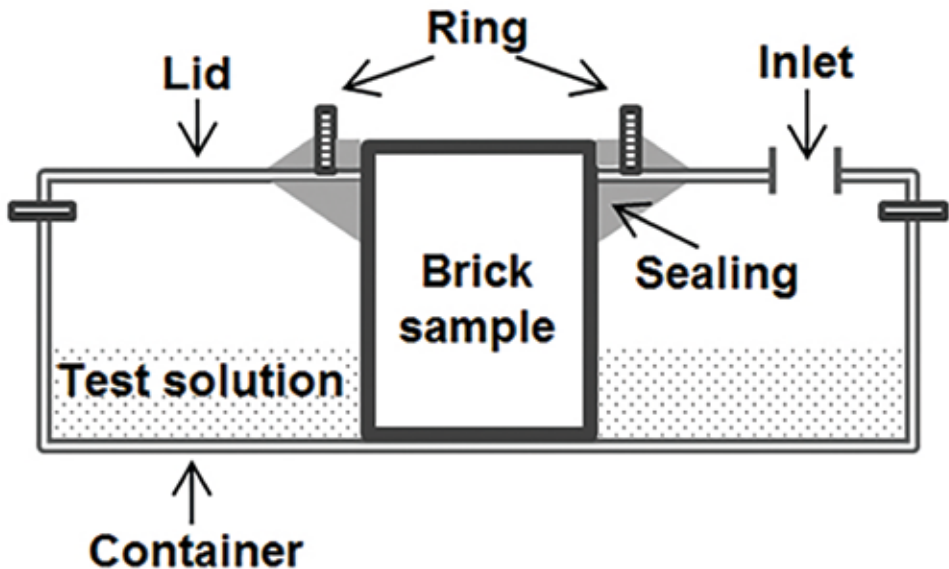 Ring
Lid
Inlet
Brick
sample
Sealing
Test solution
Container